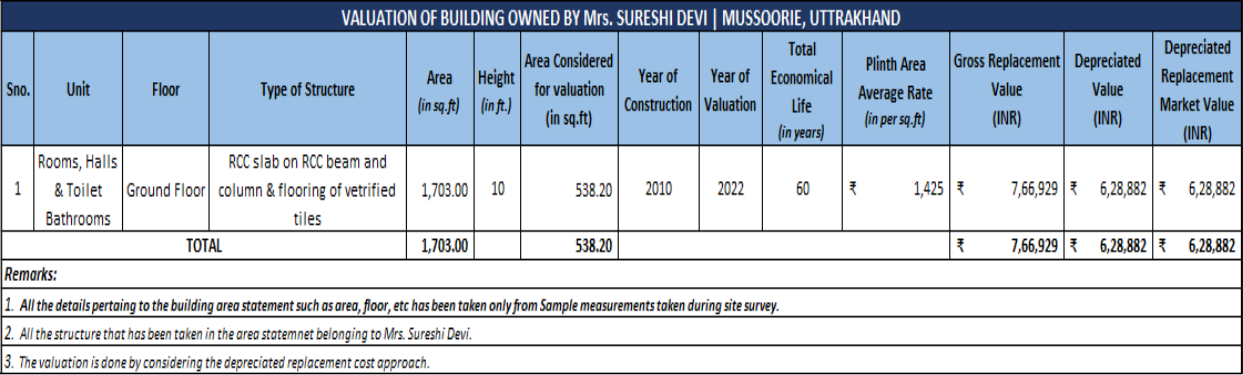 VALUATION OF BUILDING OWNED BY Mrs. SURESHI DEVI | MUSSOORIE, UTTRAKHAND
Sno. Unit Floor Type of Structure Area (in sq.ft) Height (in ft.) Area Considered for valuation (in sq.ft) Year of Construction Year of Valuation Total Economical Life (in years) Plinth Area Average Rate (in per sq.ft) Gross Replacement Value (INR) Depreciated Value (INR) Depreciated Replacement Market Value (INR)
1 Rooms, Halls & Toilet Bathrooms Ground Floor RCC slab on RCC beam and column & flooring of vetrified tiles 1,703.00 10 538.20 2010 2022 60 ₹ 1,425 ₹ 7,66,929 ₹ 6,28,882 ₹ 6,28,882
TOTAL 1,703.00 538.20 ₹ 7,66,929 ₹ 6,28,882 ₹ 6,28,882
Remarks:
1. All the details pertaing to the building area statement such as area, floor, etc has been taken only from Sample measurements taken during site survey.
2. All the structure that has been taken in the area statemnet belonging to Mrs. Sureshi Devi.
3. The valuation is done by considering the depreciated replacement cost approach.